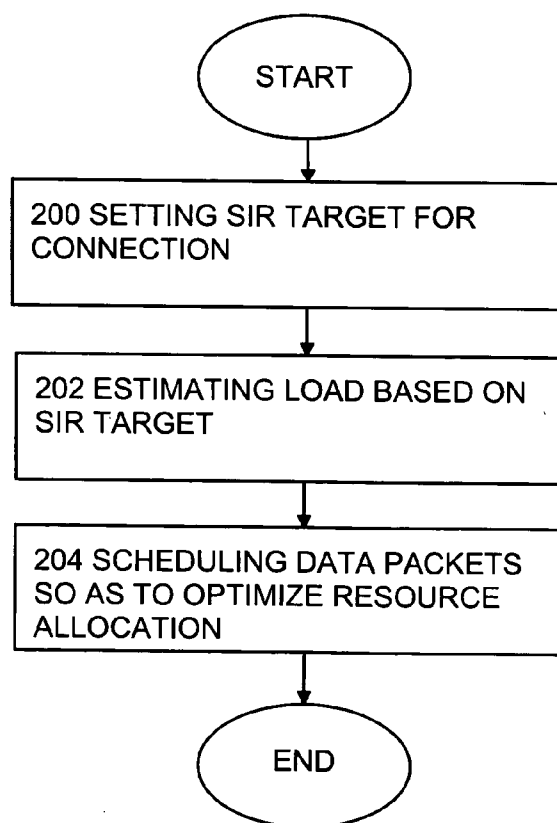 START
200 SETTING SIR TARGET FOR
CONNECTION
202 ESTIMATING LOAD BASED ON
SIR TARGET
204 SCHEDULING DATA PACKETS
SO AS TO OPTIMIZE RESOURCE
ALLOCATION
END